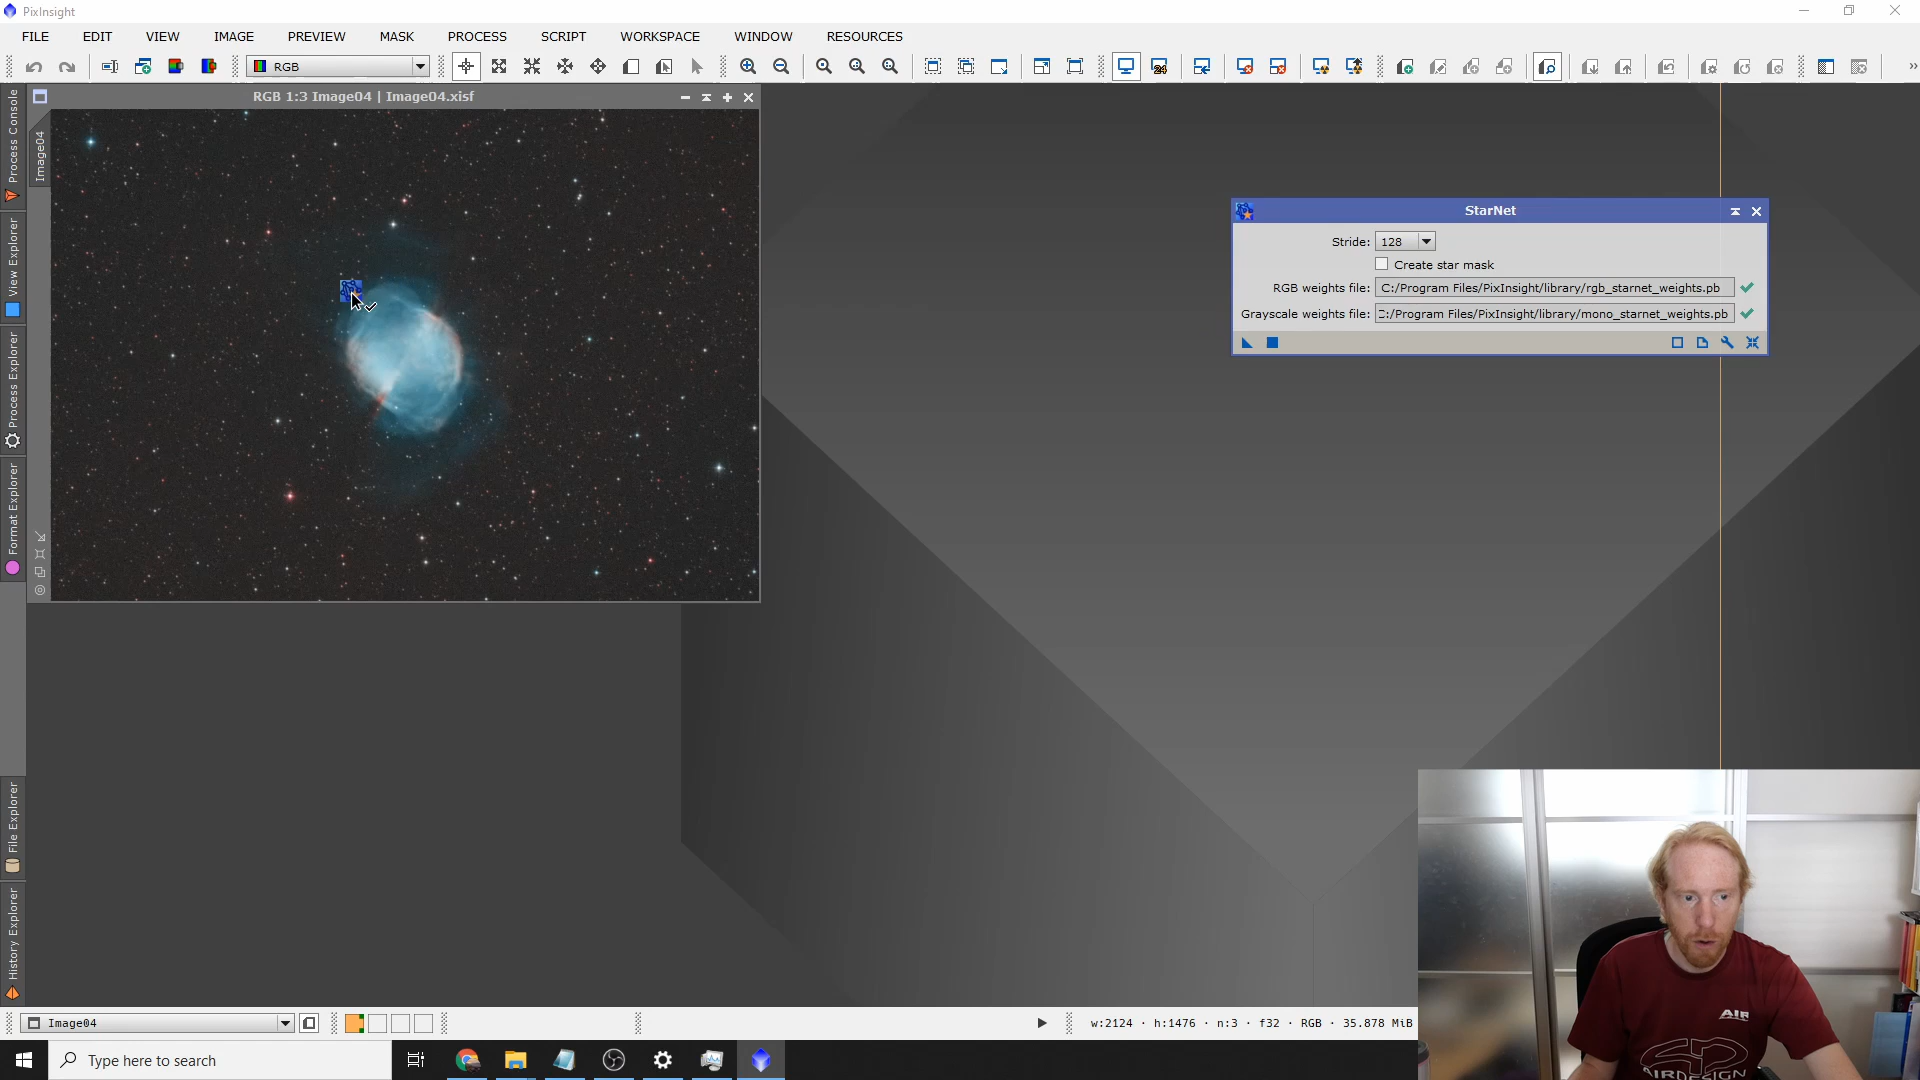 PixInsight
FILE EDIT VIEW IMAGE PREVIEW MASK PROCESS SCRIPT WORKSPACE WINDOW RESOURCES
RGB
24
RGB 1:3 Image04 | Image04.xisf
Image04
Process Console
View Explorer
Process Explorer
Format Explorer
File Explorer
History Explorer
StarNet
Stride: 128
Create star mask
RGB weights file: C:/Program Files/PixInsight/library/rgb_starnet_weights.pb
Grayscale weights file: :/Program Files/PixInsight/library/mono_starnet_weights.pb
AIR
AIRDESIGN
Image04
w:2124 · h:1476 · n:3 · f32 · RGB · 35.878 MiB
Type here to search